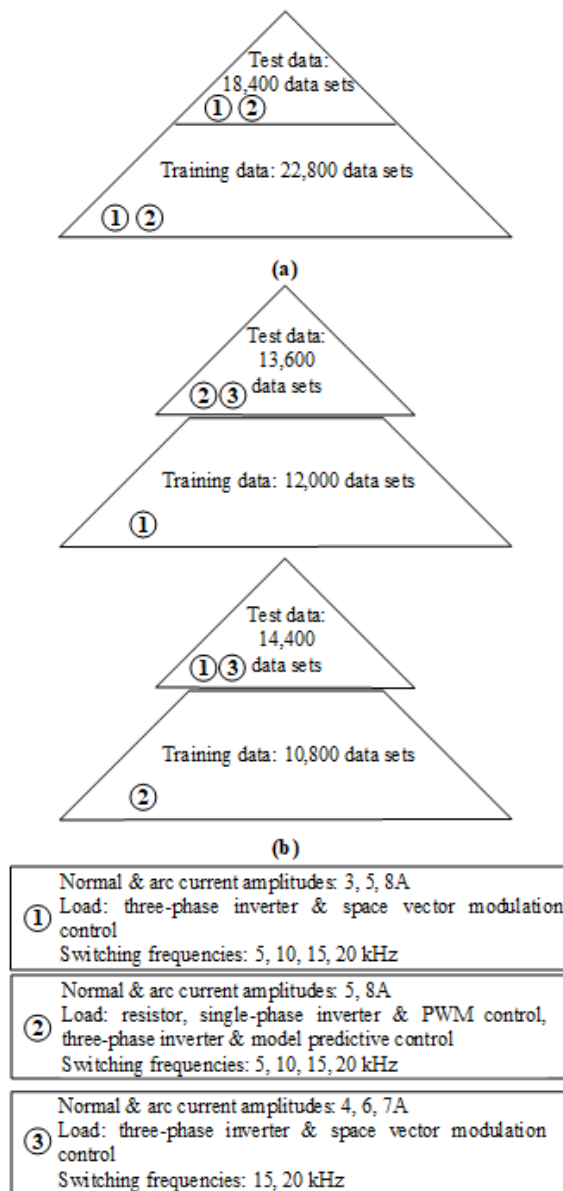 Test data:
18,400 data sets
① ②
Training data: 22,800 data sets
① ②
(a)
Test data:
13,600
②③ data sets
Training data: 12,000 data sets
①
Test data:
14,400
①③ data sets
Training data: 10,800 data sets
②
(b)
Normal & arc current amplitudes: 3, 5, 8A
① Load: three-phase inverter & space vector modulation
control
Switching frequencies: 5, 10, 15, 20 kHz
Normal & arc current amplitudes: 5, 8A
② Load: resistor, single-phase inverter & PWM control,
three-phase inverter & model predictive control
Switching frequencies: 5, 10, 15, 20 kHz
Normal & arc current amplitudes: 4, 6, 7A
③ Load: three-phase inverter & space vector modulation
control
Switching frequencies: 15, 20 kHz